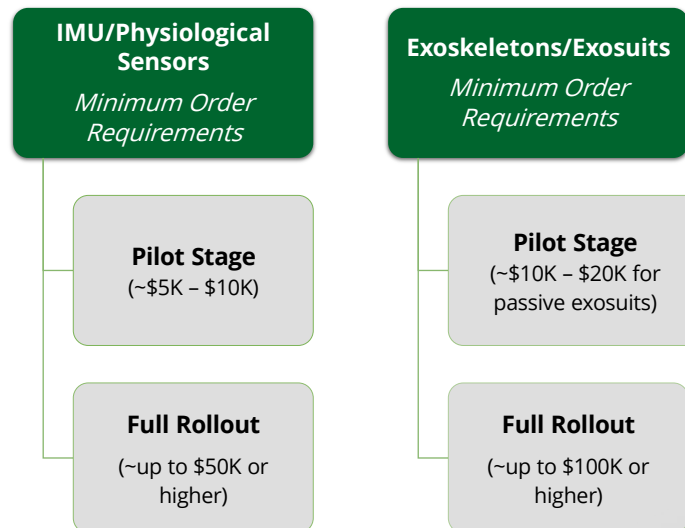 IMU/Physiological
Sensors
Minimum Order
Requirements
Pilot Stage
(~$5K – $10K)
Full Rollout
(~up to $50K or
higher)
Exoskeletons/Exosuits
Minimum Order
Requirements
Pilot Stage
(~$10K – $20K for
passive exosuits)
Full Rollout
(~up to $100K or
higher)